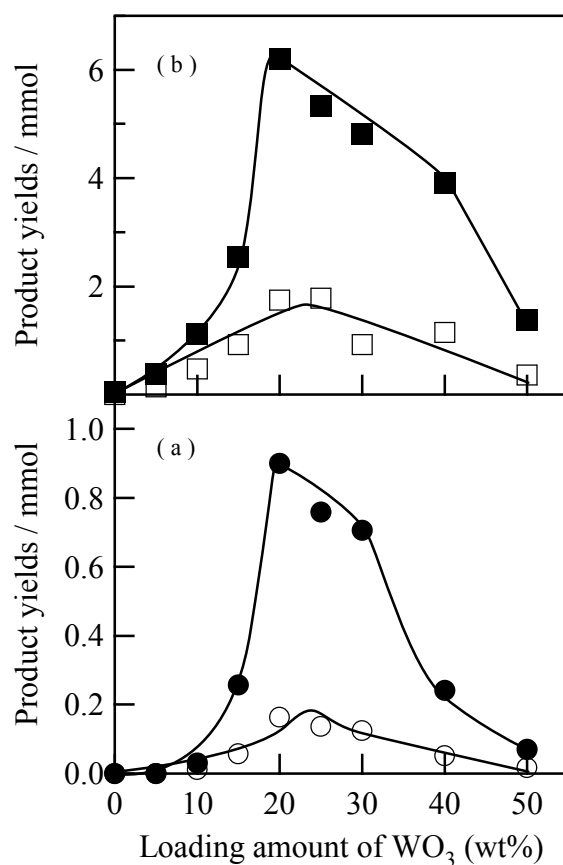 ( b )
Product yields / mmol
6
4
2
( a )
Product yields / mmol
1.0
0.8
0.6
0.4
0.2
0.0
0 10 20 30 40 50
Loading amount of WO₃ (wt%)